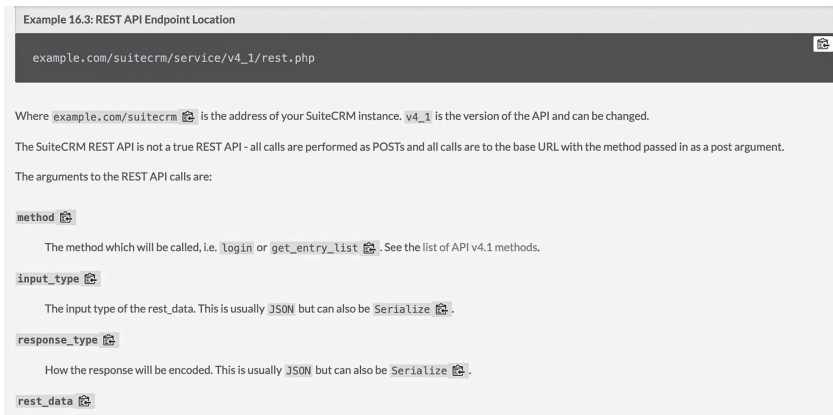 Example 16.3: REST API Endpoint Location
example.com/suitecrm/service/v4_1/rest.php
Where example.com/suitecrm is the address of your SuiteCRM instance. v4_1 is the version of the API and can be changed.
The SuiteCRM REST API is not a true REST API - all calls are performed as POSTs and all calls are to the base URL with the method passed in as a post argument.
The arguments to the REST API calls are:
method
The method which will be called, i.e. login or get_entry_list . See the list of API v4.1 methods.
input_type
The input type of the rest_data. This is usually JSON but can also be Serialize .
response_type
How the response will be encoded. This is usually JSON but can also be Serialize .
rest_data